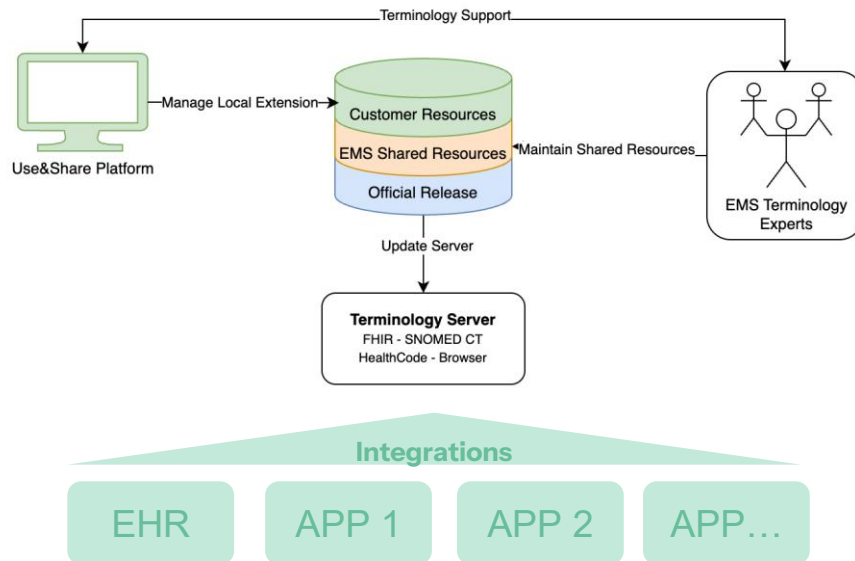 Terminology Support
Manage Local Extension
Customer Resources
EMS Shared Resources
Official Release
Maintain Shared Resources
Use&Share Platform
EMS Terminology
Experts
Update Server
Terminology Server
FHIR - SNOMED CT
HealthCode - Browser
Integrations
EHR
APP 1
APP 2
APP...